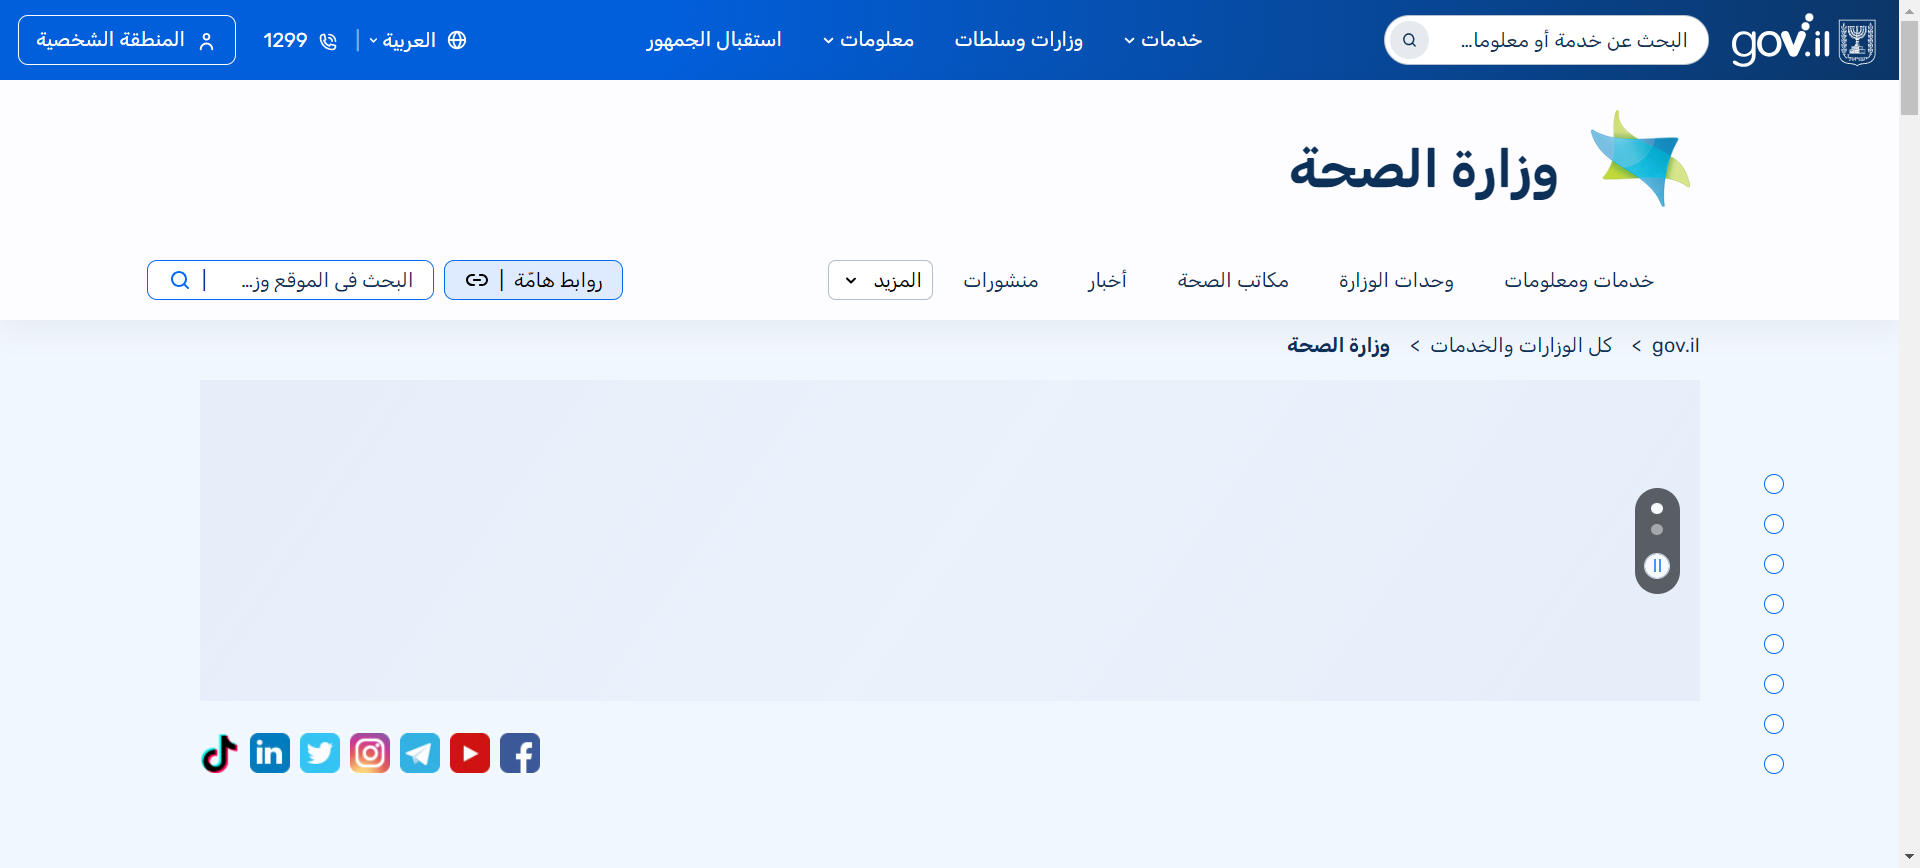 gov.il
البحث عن خدمة أو معلوما...
خدمات
وزارات وسلطات
معلومات
استقبال الجمهور
العربية
1299
المنطقة الشخصية
وزارة الصحة
خدمات ومعلومات
وحدات الوزارة
مكاتب الصحة
أخبار
منشورات
المزيد
روابط هامّة
البحث في الموقع وز...
gov.il > كل الوزارات والخدمات > وزارة الصحة